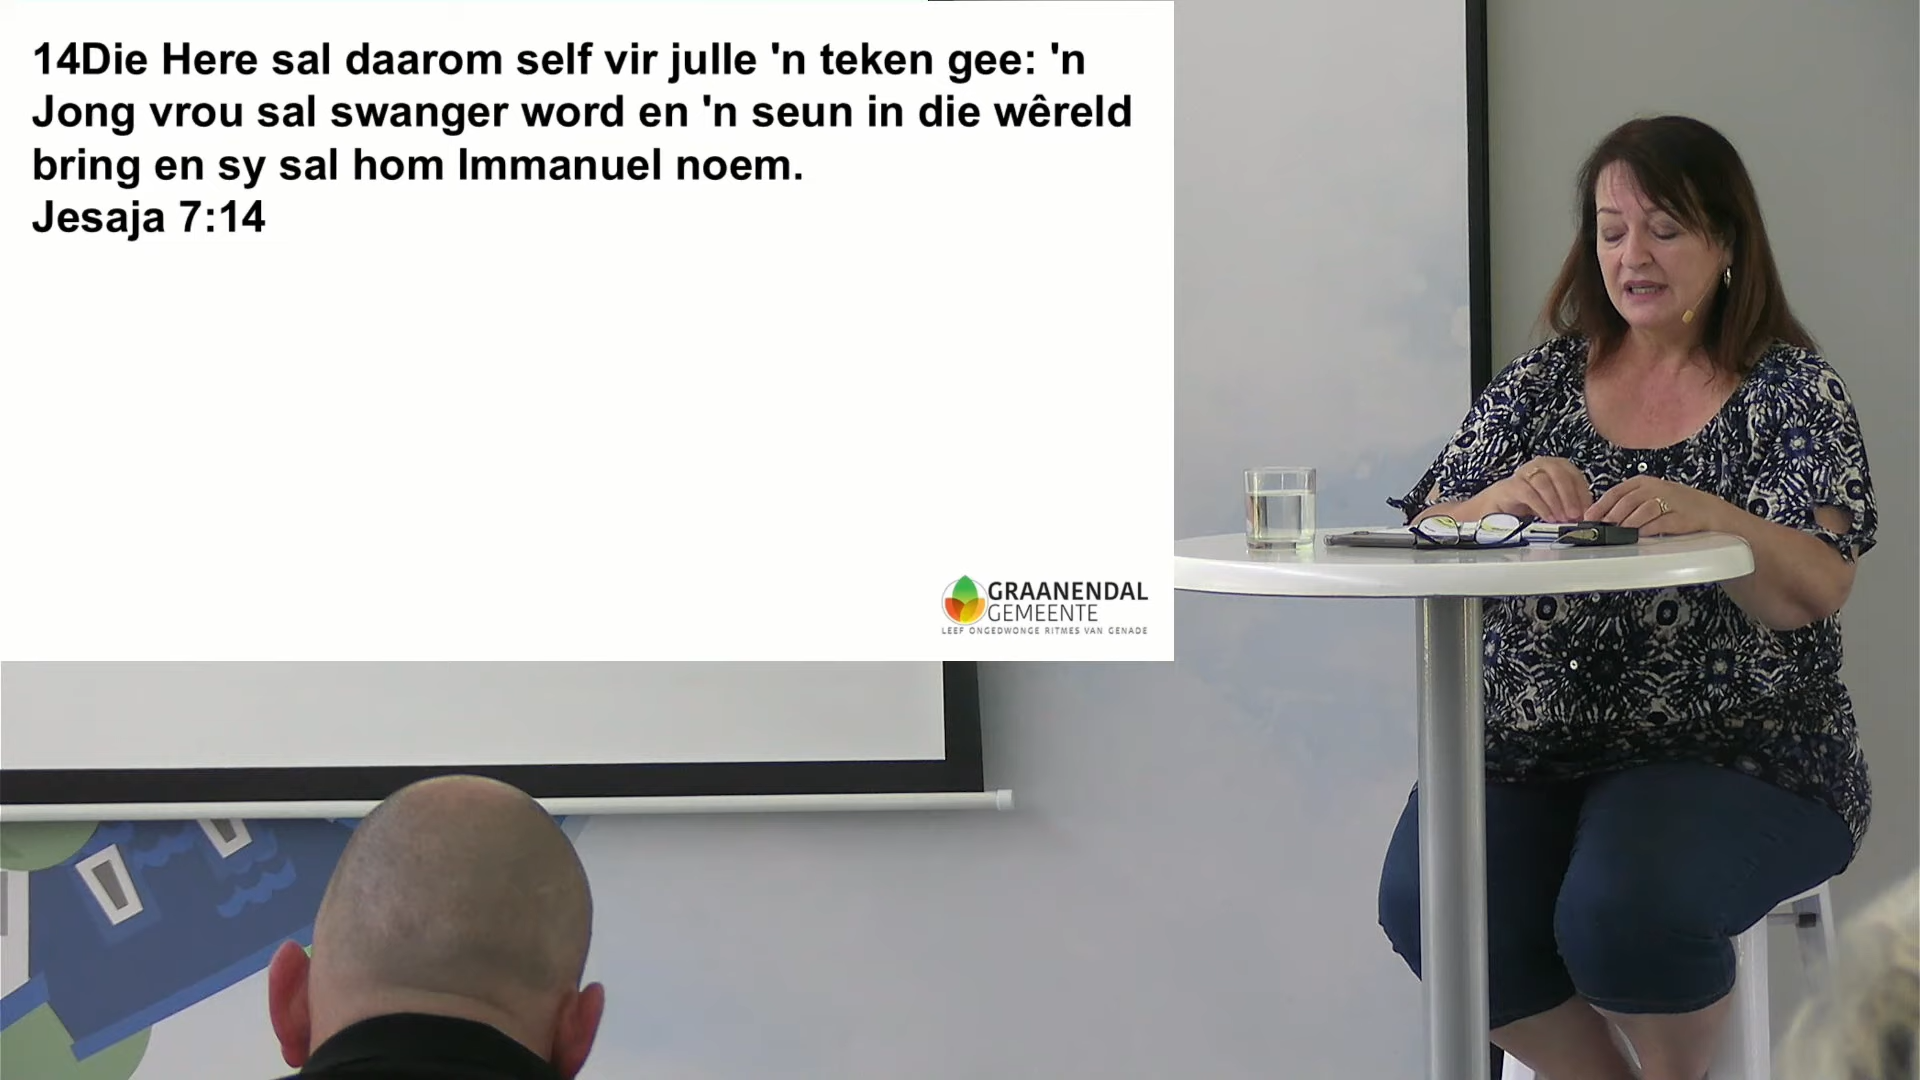 14Die Here sal daarom self vir julle 'n teken gee: 'n
Jong vrou sal swanger word en 'n seun in die wêreld
bring en sy sal hom Immanuel noem.
Jesaja 7:14
GRAANENDAL
GEMEENTE
LEEF ONGEDWONGE RITMES VAN GENADE